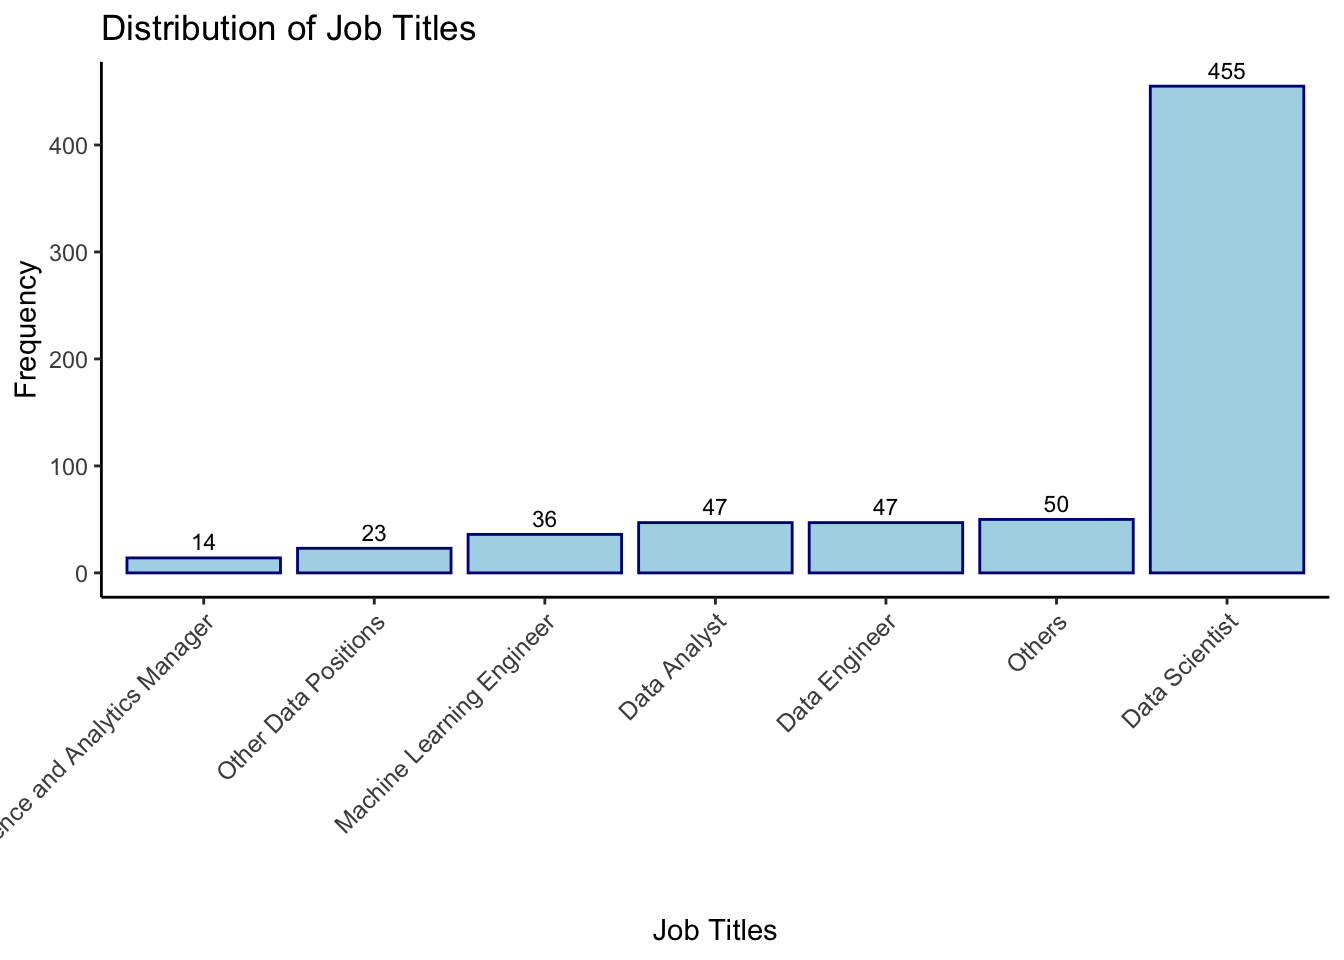 Distribution of Job Titles
Frequency
400
300
200
100
0
14
23
36
47
47
50
455
and Analytics Manager
Other Data Positions
Machine Learning Engineer
Data Analyst
Data Engineer
Others
Data Scientist
Job Titles